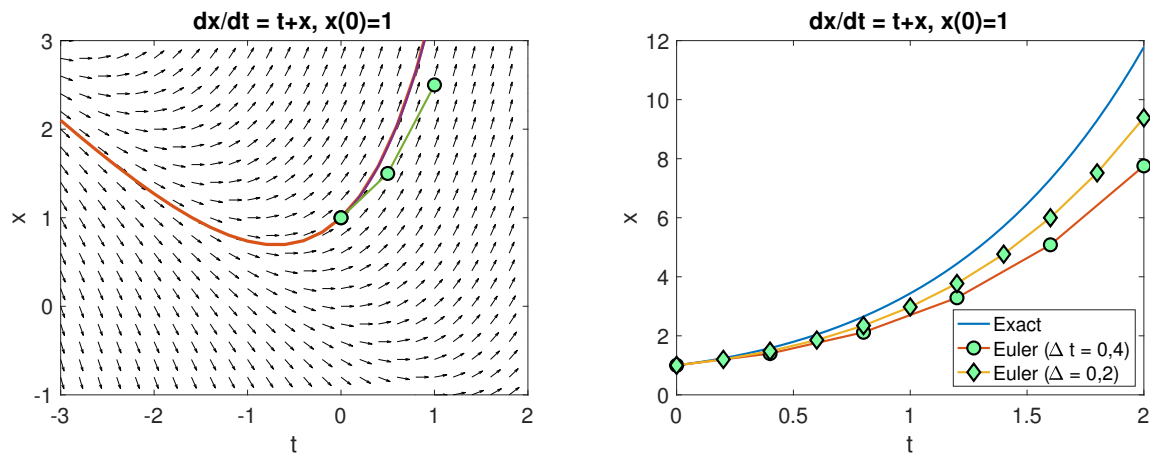 dx/dt = t+x, x(0)=1
3
2
1
0
-1
x
-3
-2
-1
0
1
2
t
dx/dt = t+x, x(0)=1
12
10
8
6
4
2
0
x
0
0.5
1
1.5
2
t
Exact
Euler (Δ t = 0,4)
Euler (Δ = 0,2)